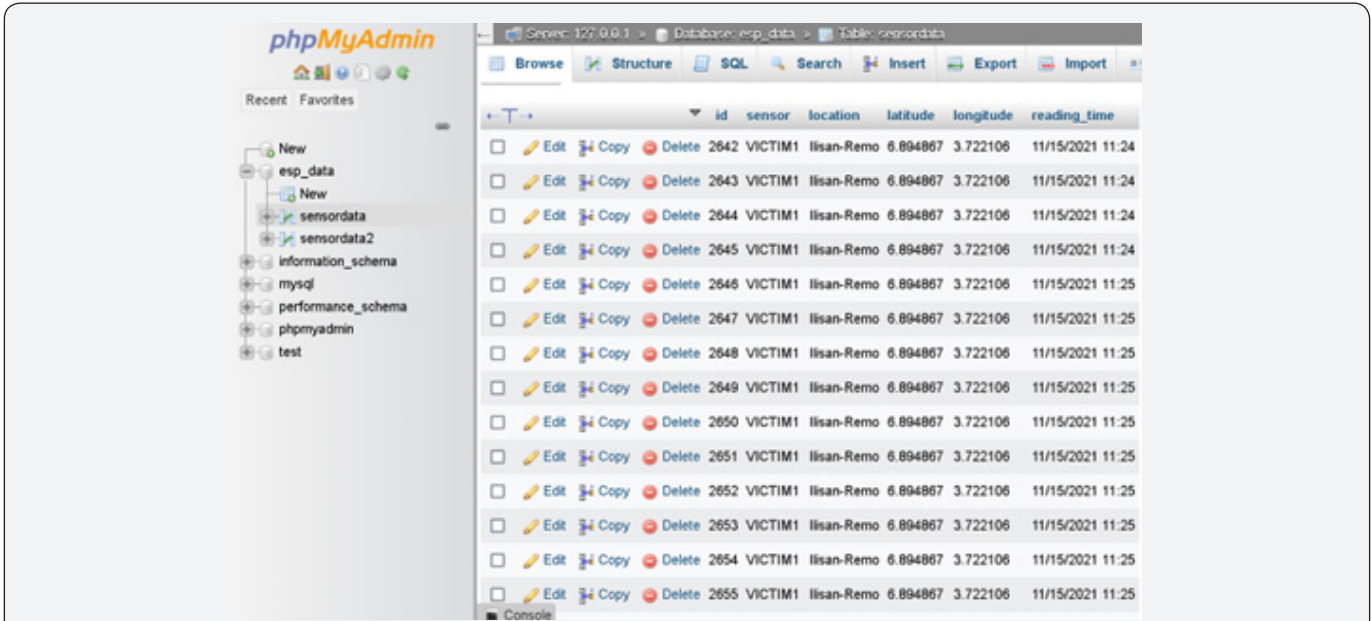 phpMyAdmin
Recent Favorites
New
esp_data
New
sensordata
sensordata2
information_schema
mysql
performance_schema
phpmyadmin
test
Server: 127.0.0.1 » Database: esp_data » Table: sensordata
Browse Structure SQL Search Insert Export Import
id sensor location latitude longitude reading_time
Edit Copy Delete 2642 VICTIM1 Ilisan-Remo 6.894867 3.722106 11/15/2021 11:24
Edit Copy Delete 2643 VICTIM1 Ilisan-Remo 6.894867 3.722106 11/15/2021 11:24
Edit Copy Delete 2644 VICTIM1 Ilisan-Remo 6.894867 3.722106 11/15/2021 11:24
Edit Copy Delete 2645 VICTIM1 Ilisan-Remo 6.894867 3.722106 11/15/2021 11:24
Edit Copy Delete 2646 VICTIM1 Ilisan-Remo 6.894867 3.722106 11/15/2021 11:25
Edit Copy Delete 2647 VICTIM1 Ilisan-Remo 6.894867 3.722106 11/15/2021 11:25
Edit Copy Delete 2648 VICTIM1 Ilisan-Remo 6.894867 3.722106 11/15/2021 11:25
Edit Copy Delete 2649 VICTIM1 Ilisan-Remo 6.894867 3.722106 11/15/2021 11:25
Edit Copy Delete 2650 VICTIM1 Ilisan-Remo 6.894867 3.722106 11/15/2021 11:25
Edit Copy Delete 2651 VICTIM1 Ilisan-Remo 6.894867 3.722106 11/15/2021 11:25
Edit Copy Delete 2652 VICTIM1 Ilisan-Remo 6.894867 3.722106 11/15/2021 11:25
Edit Copy Delete 2653 VICTIM1 Ilisan-Remo 6.894867 3.722106 11/15/2021 11:25
Edit Copy Delete 2654 VICTIM1 Ilisan-Remo 6.894867 3.722106 11/15/2021 11:25
Edit Copy Delete 2655 VICTIM1 Ilisan-Remo 6.894867 3.722106 11/15/2021 11:25
Console